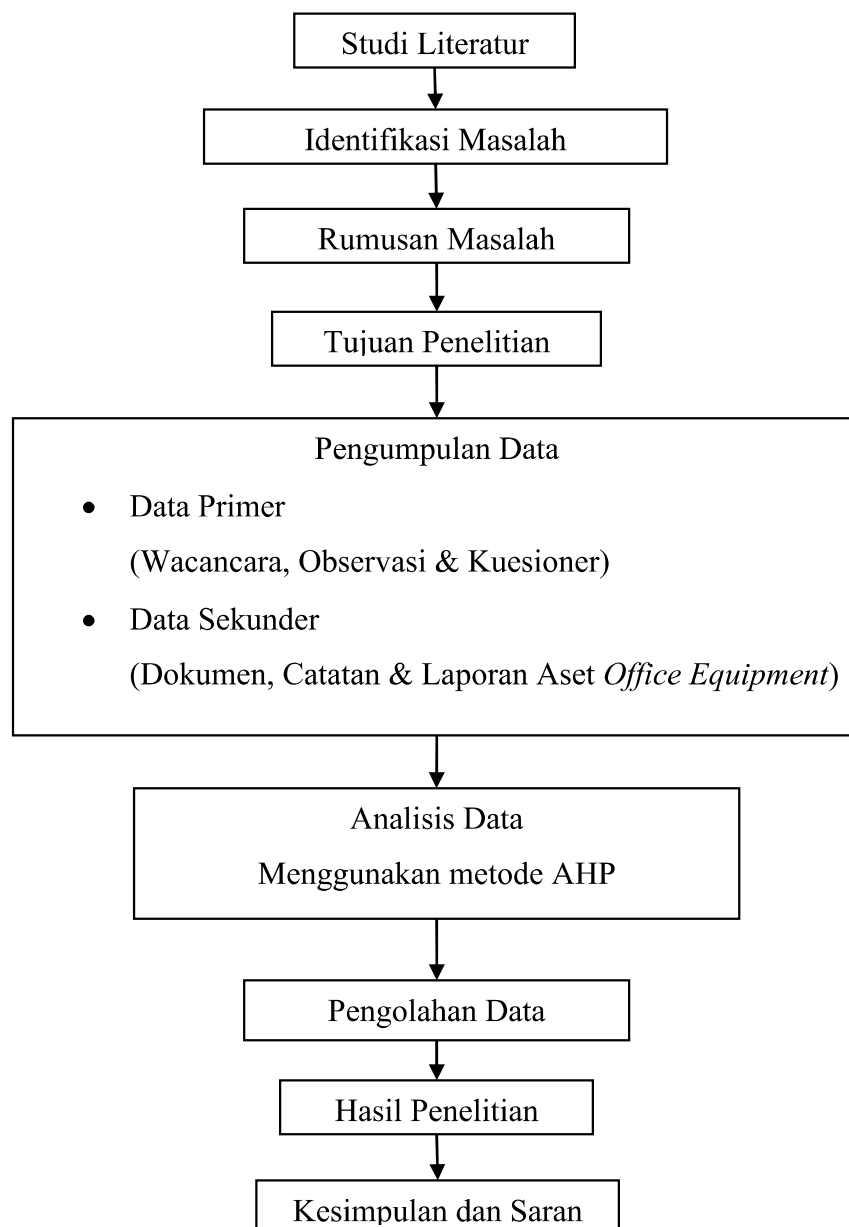 Studi Literatur
Identifikasi Masalah
Rumusan Masalah
Tujuan Penelitian
Pengumpulan Data
• Data Primer
(Wacancara, Observasi & Kuesioner)
• Data Sekunder
(Dokumen, Catatan & Laporan Aset Office Equipment)
Analisis Data
Menggunakan metode AHP
Pengolahan Data
Hasil Penelitian
Kesimpulan dan Saran